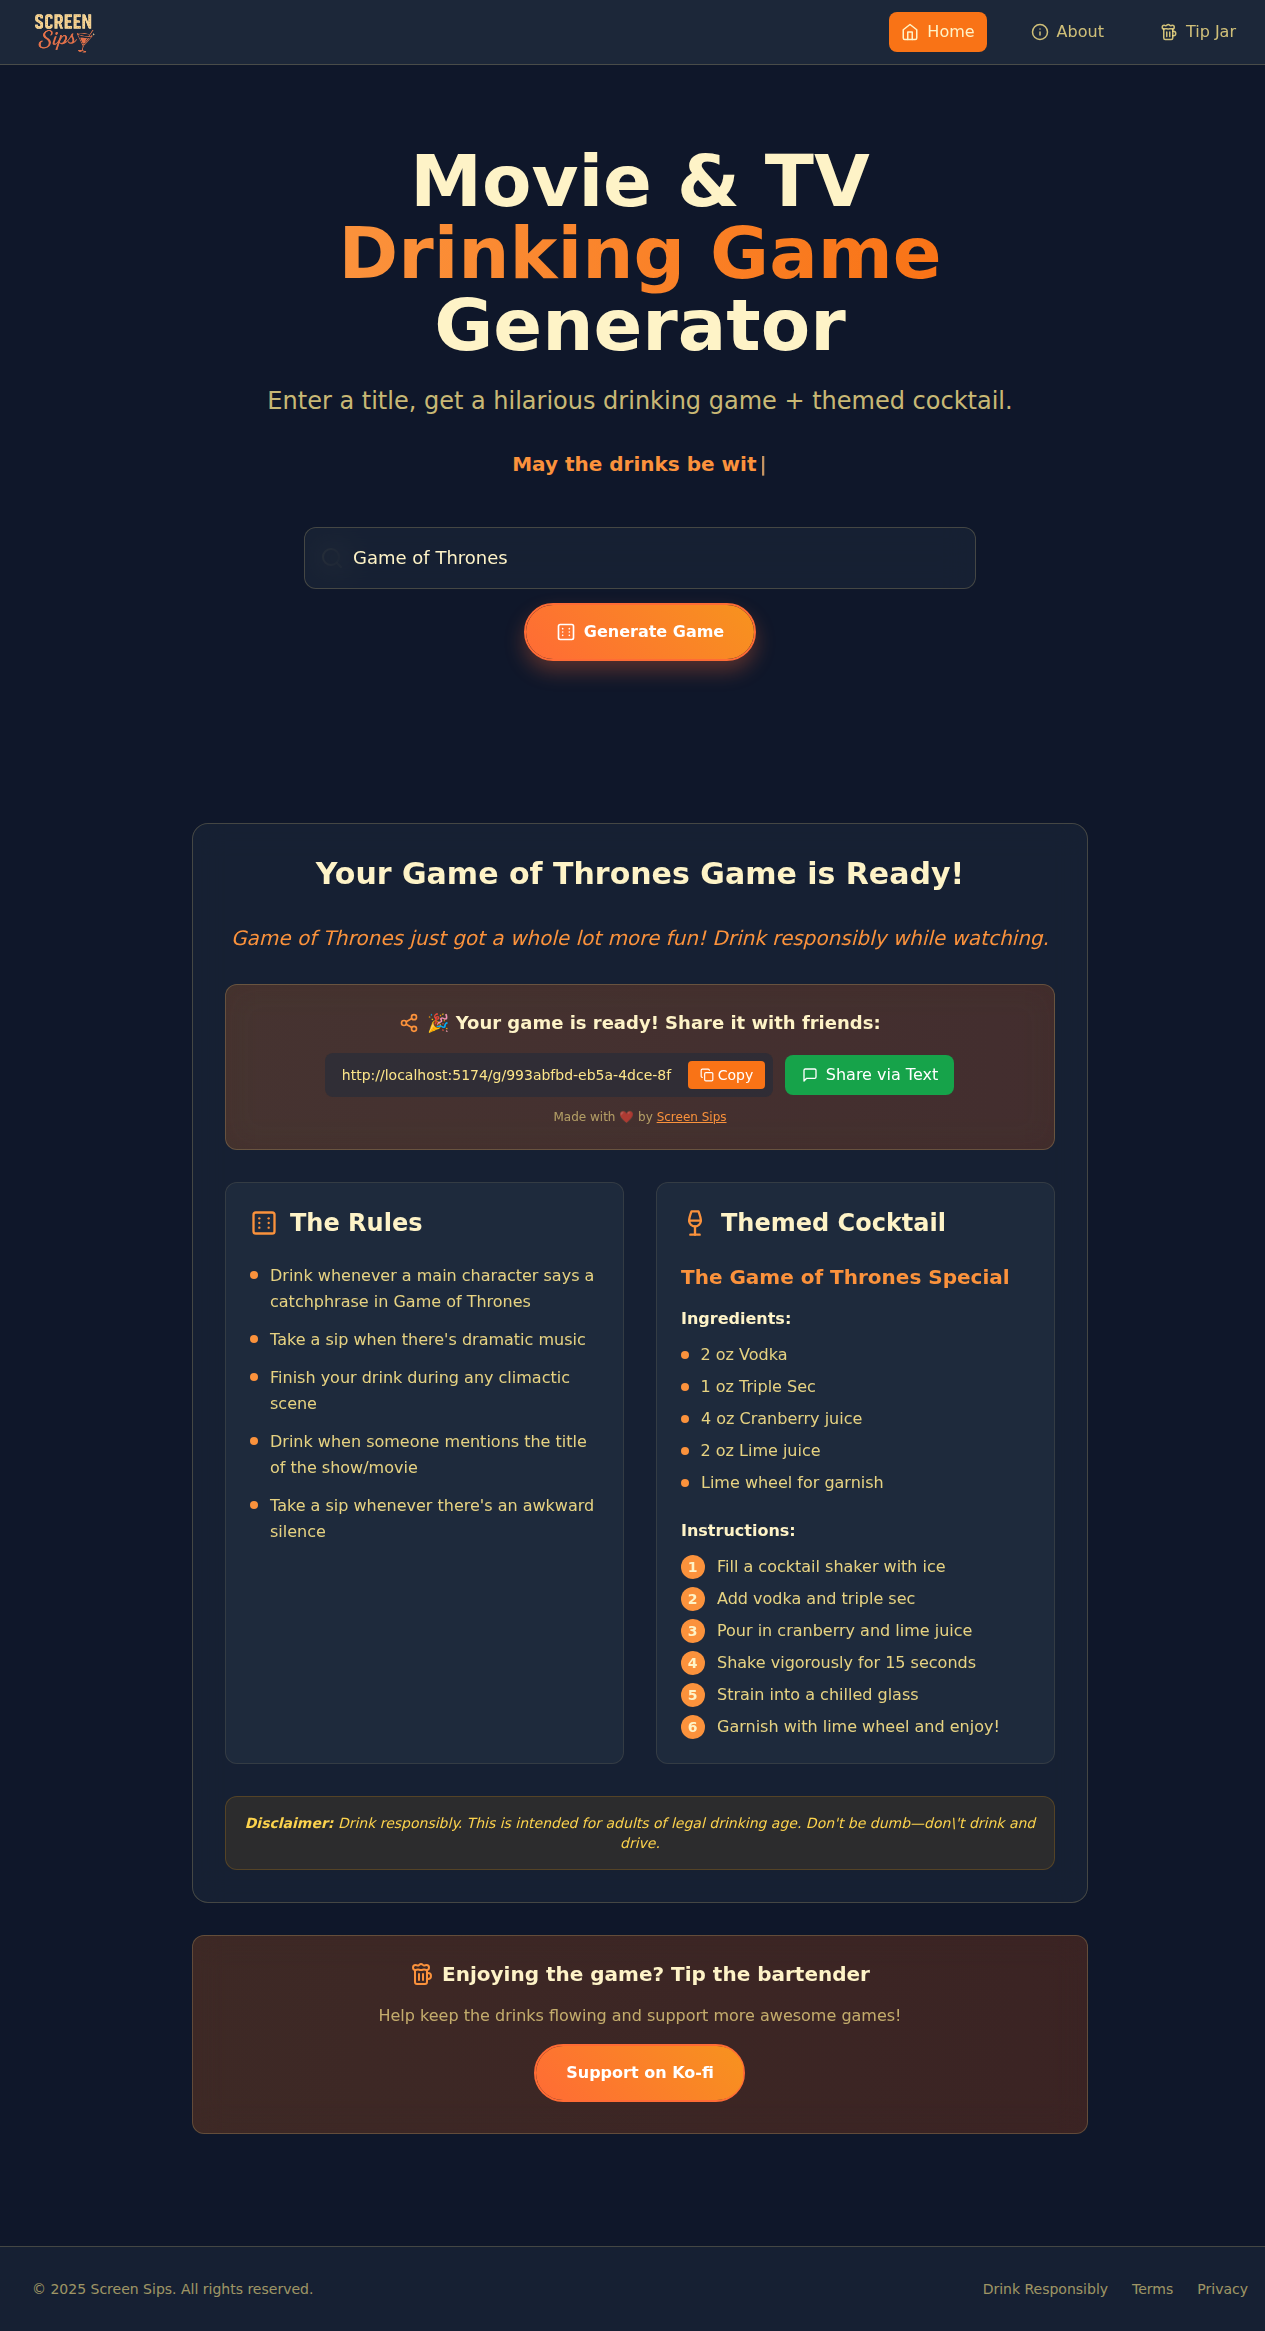 SCREEN
Sips
Home
About
Tip Jar
Movie & TV
Drinking Game
Generator
Enter a title, get a hilarious drinking game + themed cocktail.
May the drinks be wit|
Game of Thrones
Generate Game
Your Game of Thrones Game is Ready!
Game of Thrones just got a whole lot more fun! Drink responsibly while watching.
🎉 Your game is ready! Share it with friends:
http://localhost:5174/g/993abfbd-eb5a-4dce-8f
Copy
Share via Text
Made with ❤️ by Screen Sips
The Rules
Drink whenever a main character says a
catchphrase in Game of Thrones
Take a sip when there's dramatic music
Finish your drink during any climactic
scene
Drink when someone mentions the title
of the show/movie
Take a sip whenever there's an awkward
silence
Themed Cocktail
The Game of Thrones Special
Ingredients:
2 oz Vodka
1 oz Triple Sec
4 oz Cranberry juice
2 oz Lime juice
Lime wheel for garnish
Instructions:
1 Fill a cocktail shaker with ice
2 Add vodka and triple sec
3 Pour in cranberry and lime juice
4 Shake vigorously for 15 seconds
5 Strain into a chilled glass
6 Garnish with lime wheel and enjoy!
Disclaimer: Drink responsibly. This is intended for adults of legal drinking age. Don't be dumb—don\'t drink and
drive.
Enjoying the game? Tip the bartender
Help keep the drinks flowing and support more awesome games!
Support on Ko-fi
© 2025 Screen Sips. All rights reserved.
Drink Responsibly
Terms
Privacy